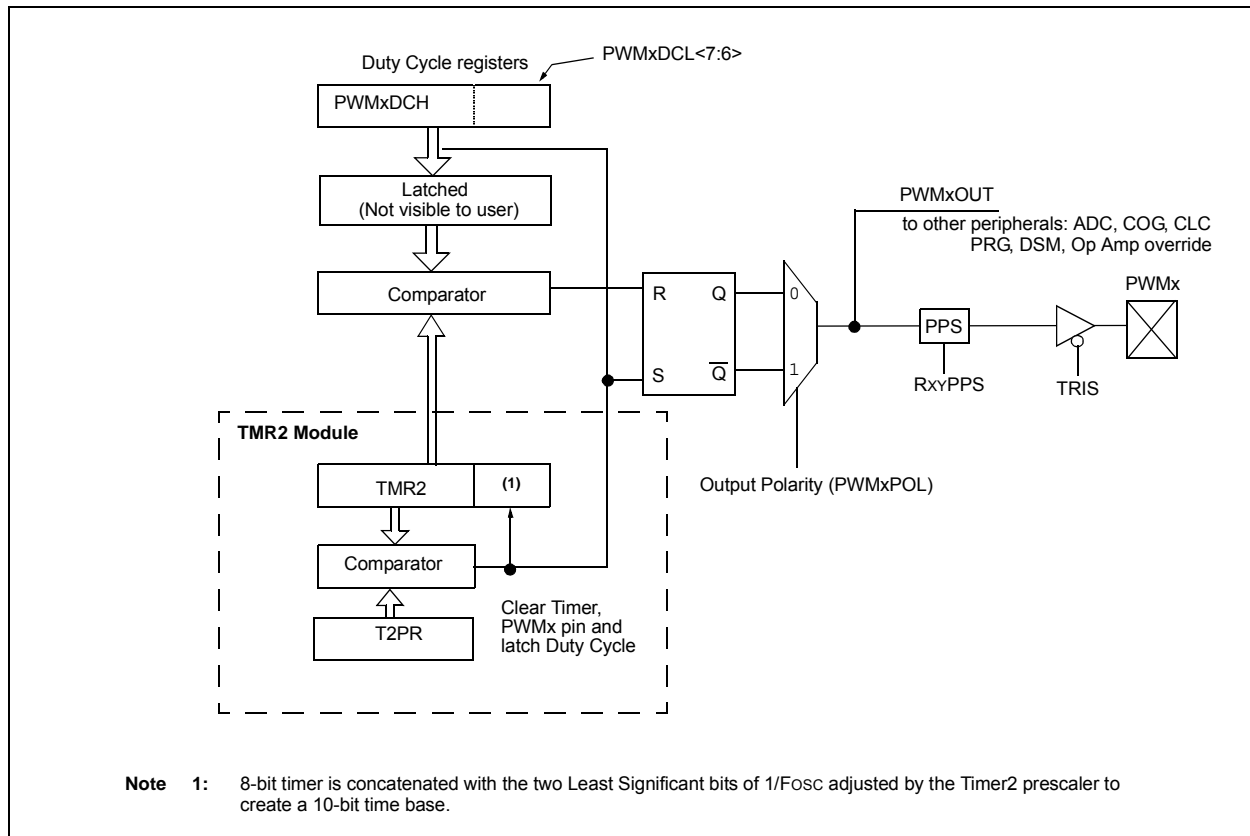 Duty Cycle registers
PWMxDCL<7:6>
PWMxDCH
Latched
(Not visible to user)
Comparator
R
Q
S
Q̅
0
1
PWMxOUT
to other peripherals: ADC, COG, CLC
PRG, DSM, Op Amp override
PWMx
PPS
RxyPPS
TRIS
Output Polarity (PWMxPOL)
TMR2 Module
TMR2
(1)
Comparator
T2PR
Clear Timer,
PWMx pin and
latch Duty Cycle
Note 1: 8-bit timer is concatenated with the two Least Significant bits of 1/FOSC adjusted by the Timer2 prescaler to
create a 10-bit time base.